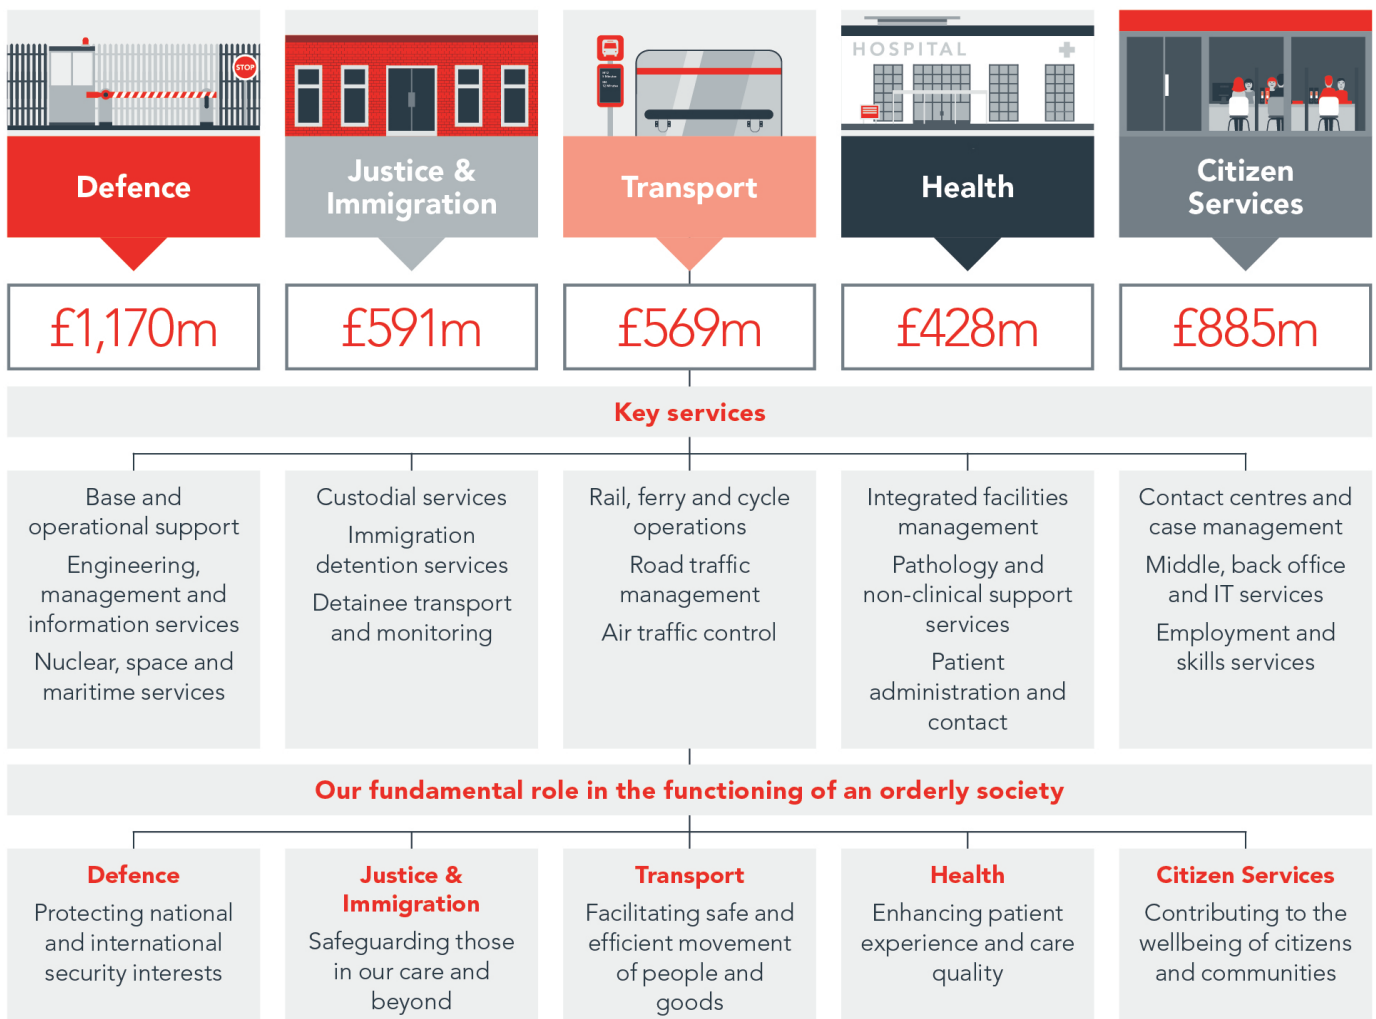 STOP
HOSPITAL
Defence
Justice &
Immigration
Transport
Health
Citizen
Services
£1,170m
£591m
£569m
£428m
£885m
Key services
Base and
operational support
Engineering,
management and
information services
Nuclear, space and
maritime services
Custodial services
Immigration
detention services
Detainee transport
and monitoring
Rail, ferry and cycle
operations
Road traffic
management
Air traffic control
Integrated facilities
management
Pathology and
non-clinical support
services
Patient
administration and
contact
Contact centres and
case management
Middle, back office
and IT services
Employment and
skills services
Our fundamental role in the functioning of an orderly society
Defence
Protecting national
and international
security interests
Justice &
Immigration
Safeguarding those
in our care and
beyond
Transport
Facilitating safe and
efficient movement
of people and
goods
Health
Enhancing patient
experience and care
quality
Citizen Services
Contributing to the
wellbeing of citizens
and communities